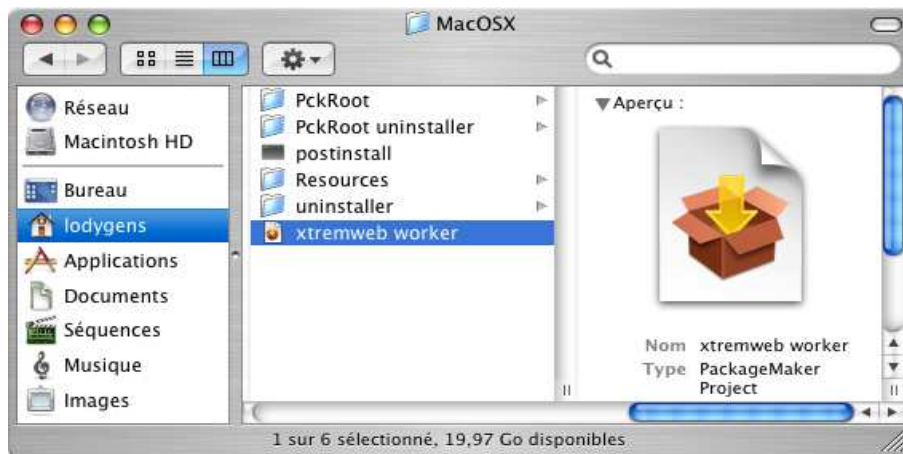 MacOSX
Réseau
Macintosh HD
Bureau
lodygens
Applications
Documents
Séquences
Musique
Images
PckRoot
PckRoot uninstaller
postinstall
Resources
uninstaller
xtremweb worker
Aperçu :
Nom xtremweb worker
Type PackageMaker
Project
1 sur 6 sélectionné, 19,97 Go disponibles